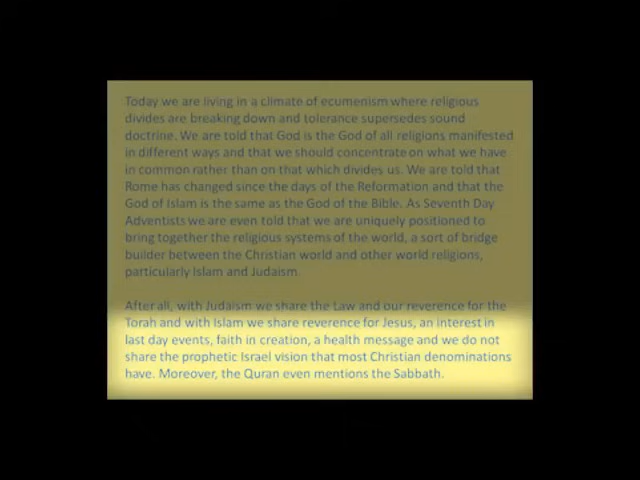 Today we are living in a climate of ecumenism where religious
divides are breaking down and tolerance supersedes sound
doctrine. We are told that God is the God of all religions manifested
in different ways and that we should concentrate on what we have
in common rather than on that which divides us. We are told that
Rome has changed since the days of the Reformation and that the
God of Islam is the same as the God of the Bible. As Seventh Day
Adventists we are even told that we are uniquely positioned to
bring together the religious systems of the world, a sort of bridge
builder between the Christian world and other world religions,
particularly Islam and Judaism.
After all, with Judaism we share the Law and our reverence for the
Torah and with Islam we share reverence for Jesus, an interest in
last day events, faith in creation, a health message and we do not
share the prophetic Israel vision that most Christian denominations
have. Moreover, the Quran even mentions the Sabbath.